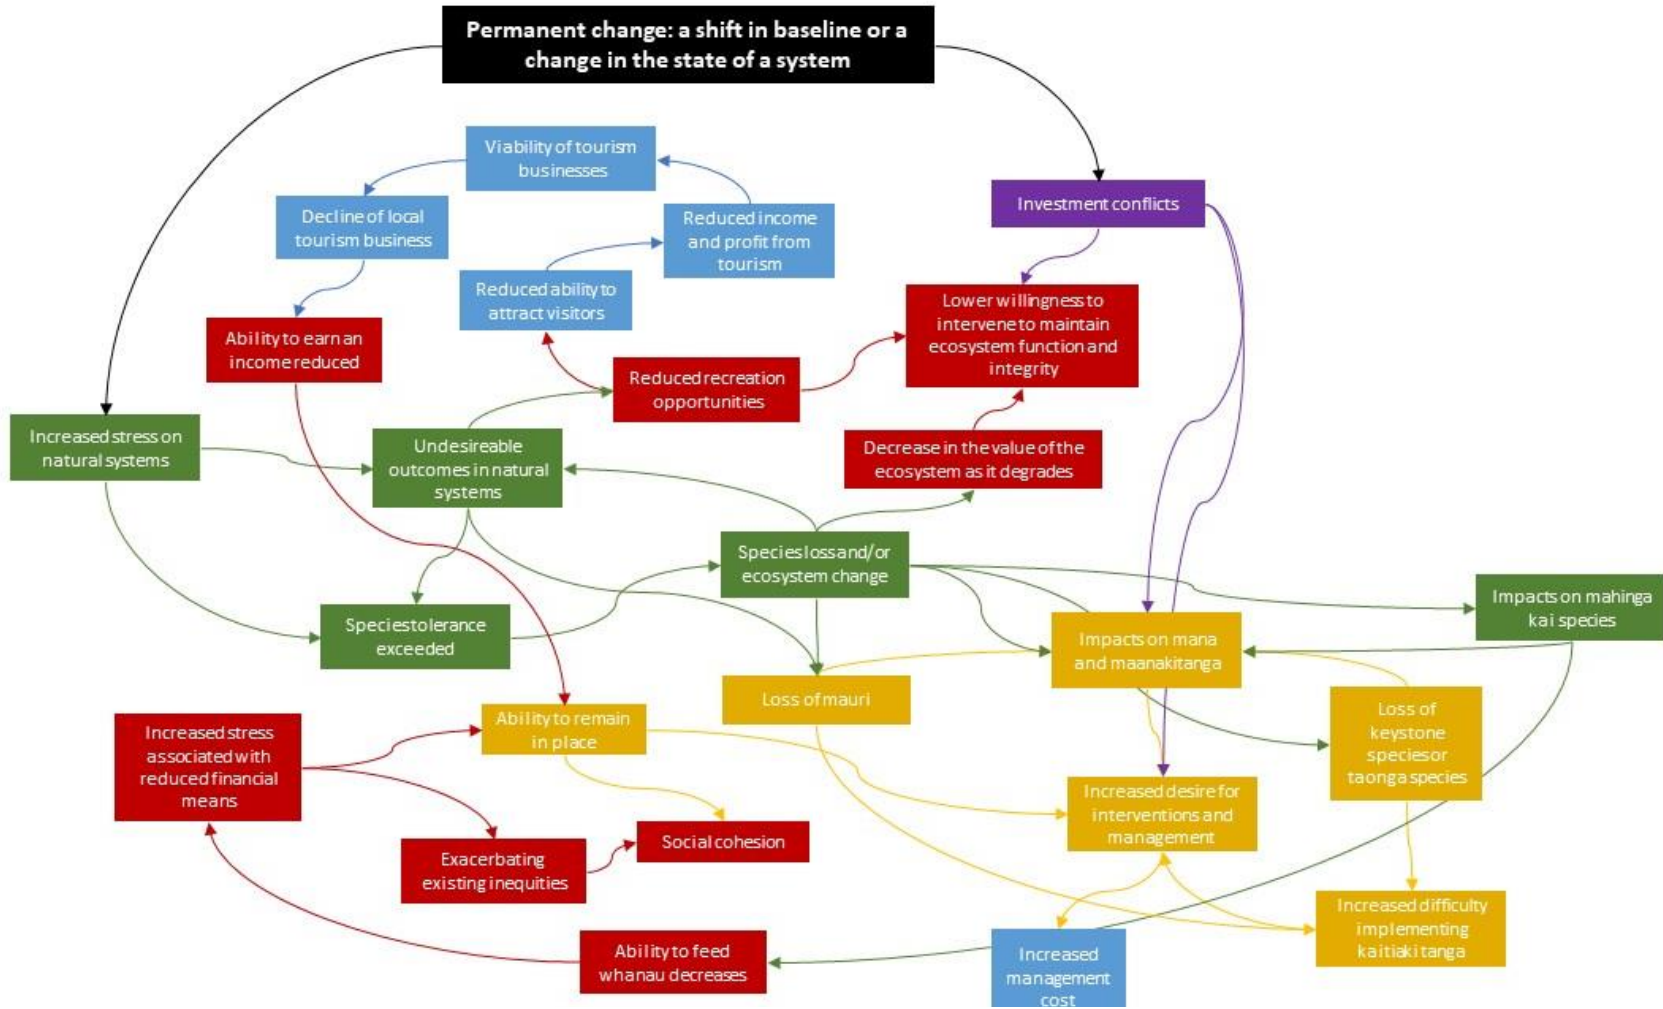 Permanent change: a shift in baseline or a
change in the state of a system
Viability of tourism
businesses
Investment conflicts
Decline of local
tourism business
Reduced income
and profit from
tourism
Reduced ability to
attract visitors
Lower willingness to
intervene to maintain
ecosystem function and
integrity
Ability to earn an
income reduced
Reduced recreation
opportunities
Increased stress on
natural systems
Undesireable
outcomes in natural
systems
Decrease in the value of the
ecosystem as it degrades
Species loss and/or
ecosystem change
Impacts on mahinga
kai species
Species tolerance
exceeded
Impacts on mana
and maanakitanga
Loss of mauri
Loss of
keystone
species or
taonga species
Ability to remain
in place
Increased stress
associated with
reduced financial
means
Increased desire for
interventions and
management
Social cohesion
Exacerbating
existing inequities
Increased difficulty
implementing
kaitiaki tanga
Ability to feed
whanau decreases
Increased
management
cost